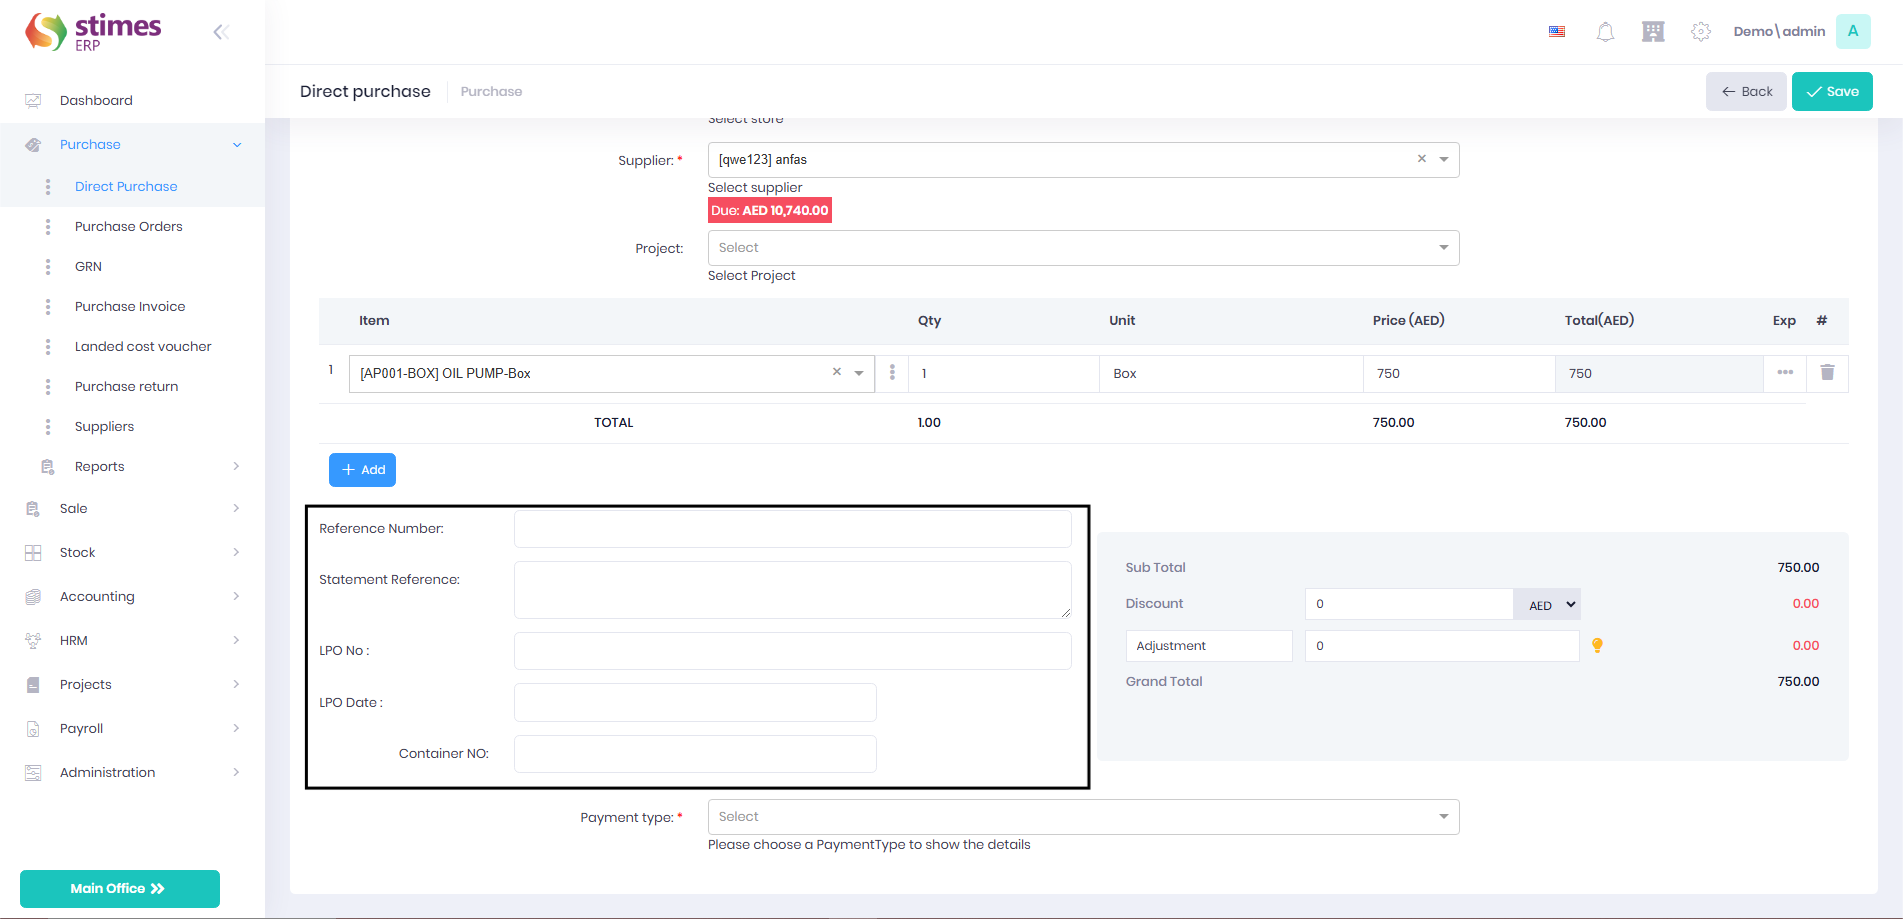 stimes
ERP
Demo\admin
A
Direct purchase
Purchase
Back
Save
Dashboard
Purchase
Direct Purchase
Purchase Orders
GRN
Purchase Invoice
Landed cost voucher
Purchase return
Suppliers
Reports
Sale
Stock
Accounting
HRM
Projects
Payroll
Administration
Main Office
Select store
Supplier: * [qwe123] anfas
Select supplier
Due: AED 10,740.00
Project: Select
Select Project
Item Qty Unit Price (AED) Total(AED) Exp #
1 [AP001-BOX] OIL PUMP-Box 1 Box 750 750
TOTAL 1.00 750.00 750.00
Add
Reference Number:
Statement Reference:
LPO No :
LPO Date :
Container NO:
Sub Total 750.00
Discount 0 AED 0.00
Adjustment 0 0.00
Grand Total 750.00
Payment type: * Select
Please choose a PaymentType to show the details